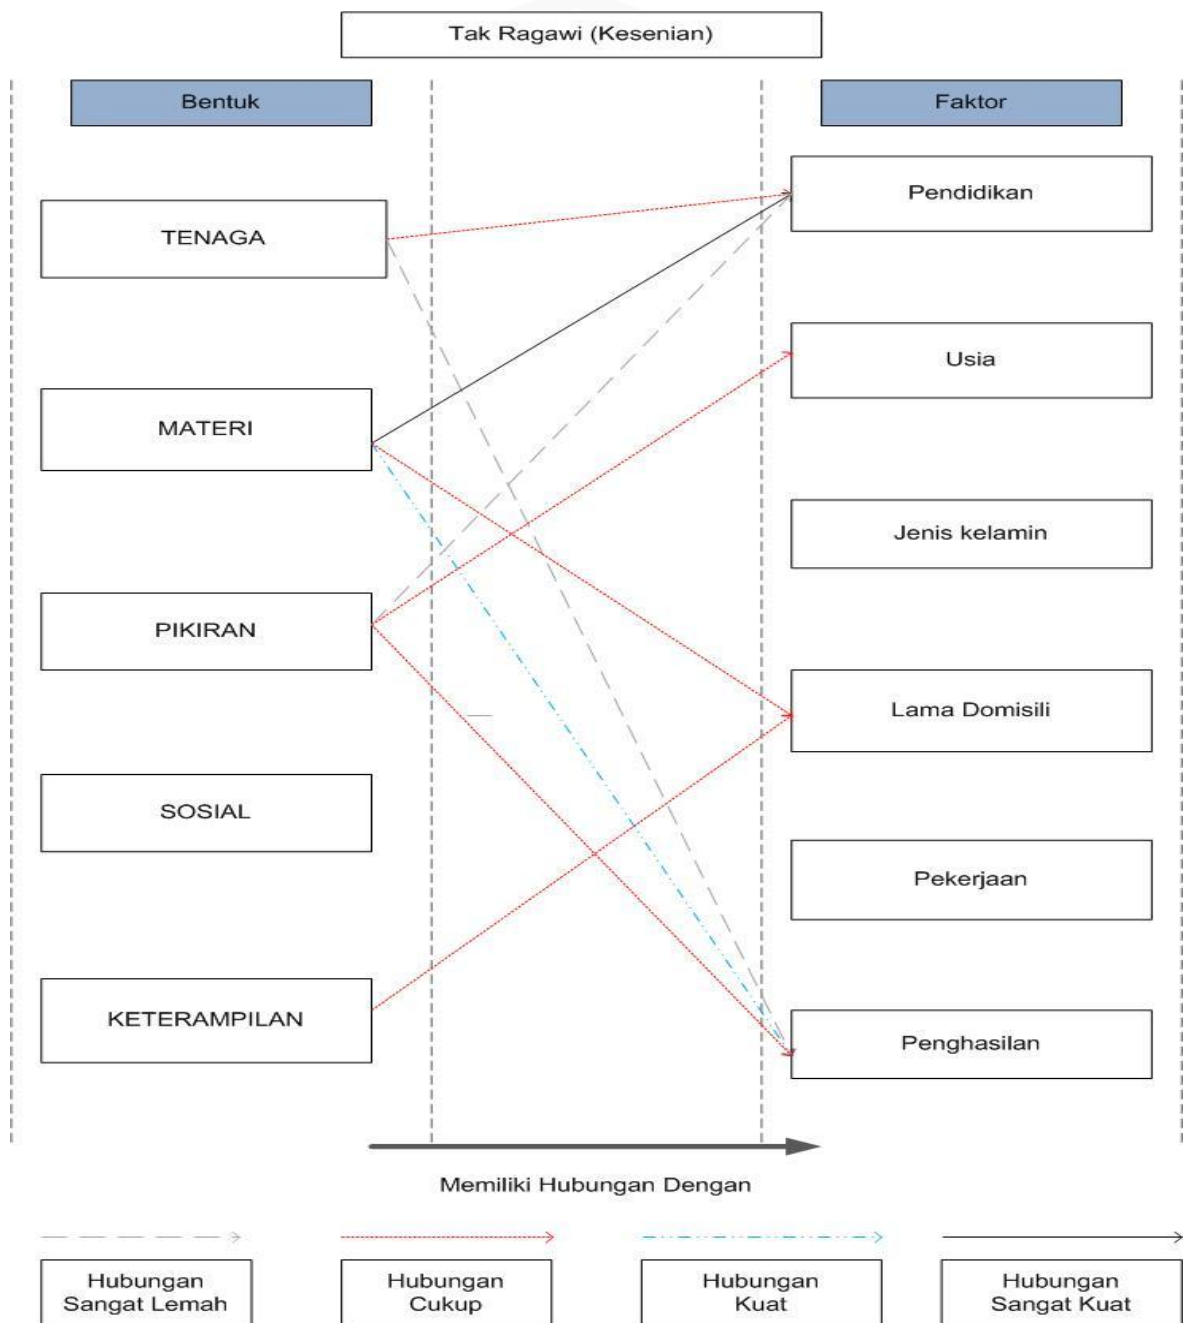 Tak Ragawi (Kesenian)
Bentuk
Faktor
TENAGA
MATERI
PIKIRAN
SOSIAL
KETERAMPILAN
Pendidikan
Usia
Jenis kelamin
Lama Domisili
Pekerjaan
Penghasilan
Memiliki Hubungan Dengan
Hubungan
Sangat Lemah
Hubungan
Cukup
Hubungan
Kuat
Hubungan
Sangat Kuat